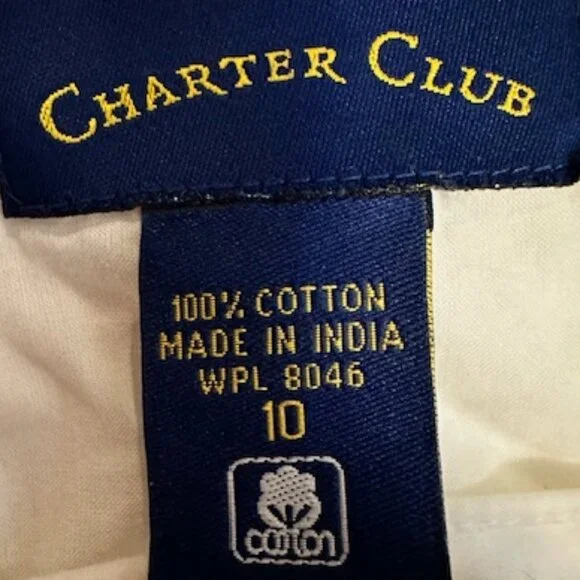 CHARTER CLUB
100% COTTON
MADE IN INDIA
WPL 8046
10
cotton